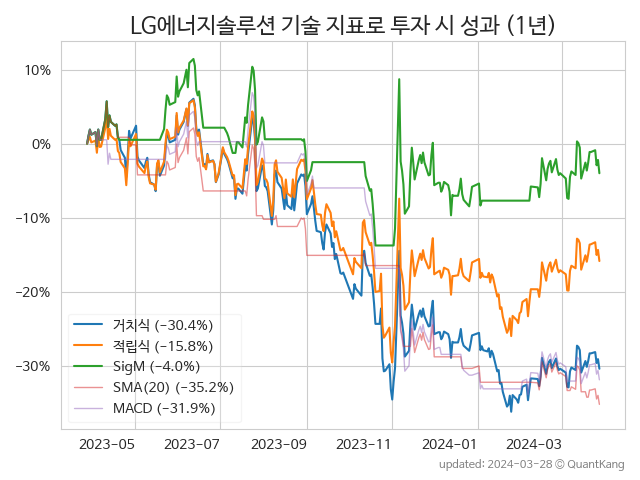 LG에너지솔루션 기술 지표로 투자 시 성과 (1년)
10%
0%
−10%
−20%
−30%
거치식 (−30.4%)
적립식 (−15.8%)
SigM (−4.0%)
SMA(20) (−35.2%)
MACD (−31.9%)
2023-05 2023-07 2023-09 2023-11 2024-01 2024-03
updated: 2024-03-28 © QuantKang